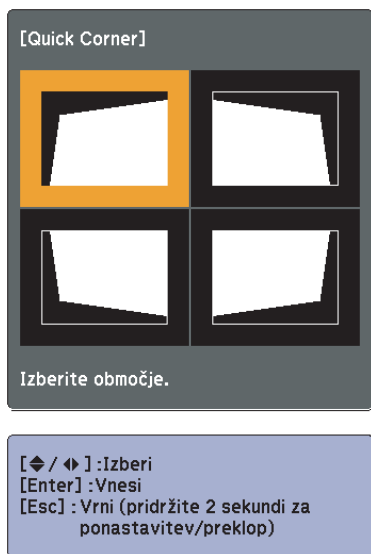 [Quick Corner]
Izberite območje.
[◆/◆] :Izberi
[Enter] :Vnesi
[Esc] : Vrni (pridržite 2 sekundi za
ponastavitev/preklop)